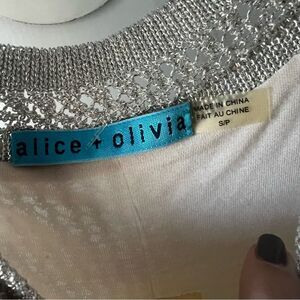 alice + olivia
MADE IN CHINA
FAIT AU CHINE
S/P